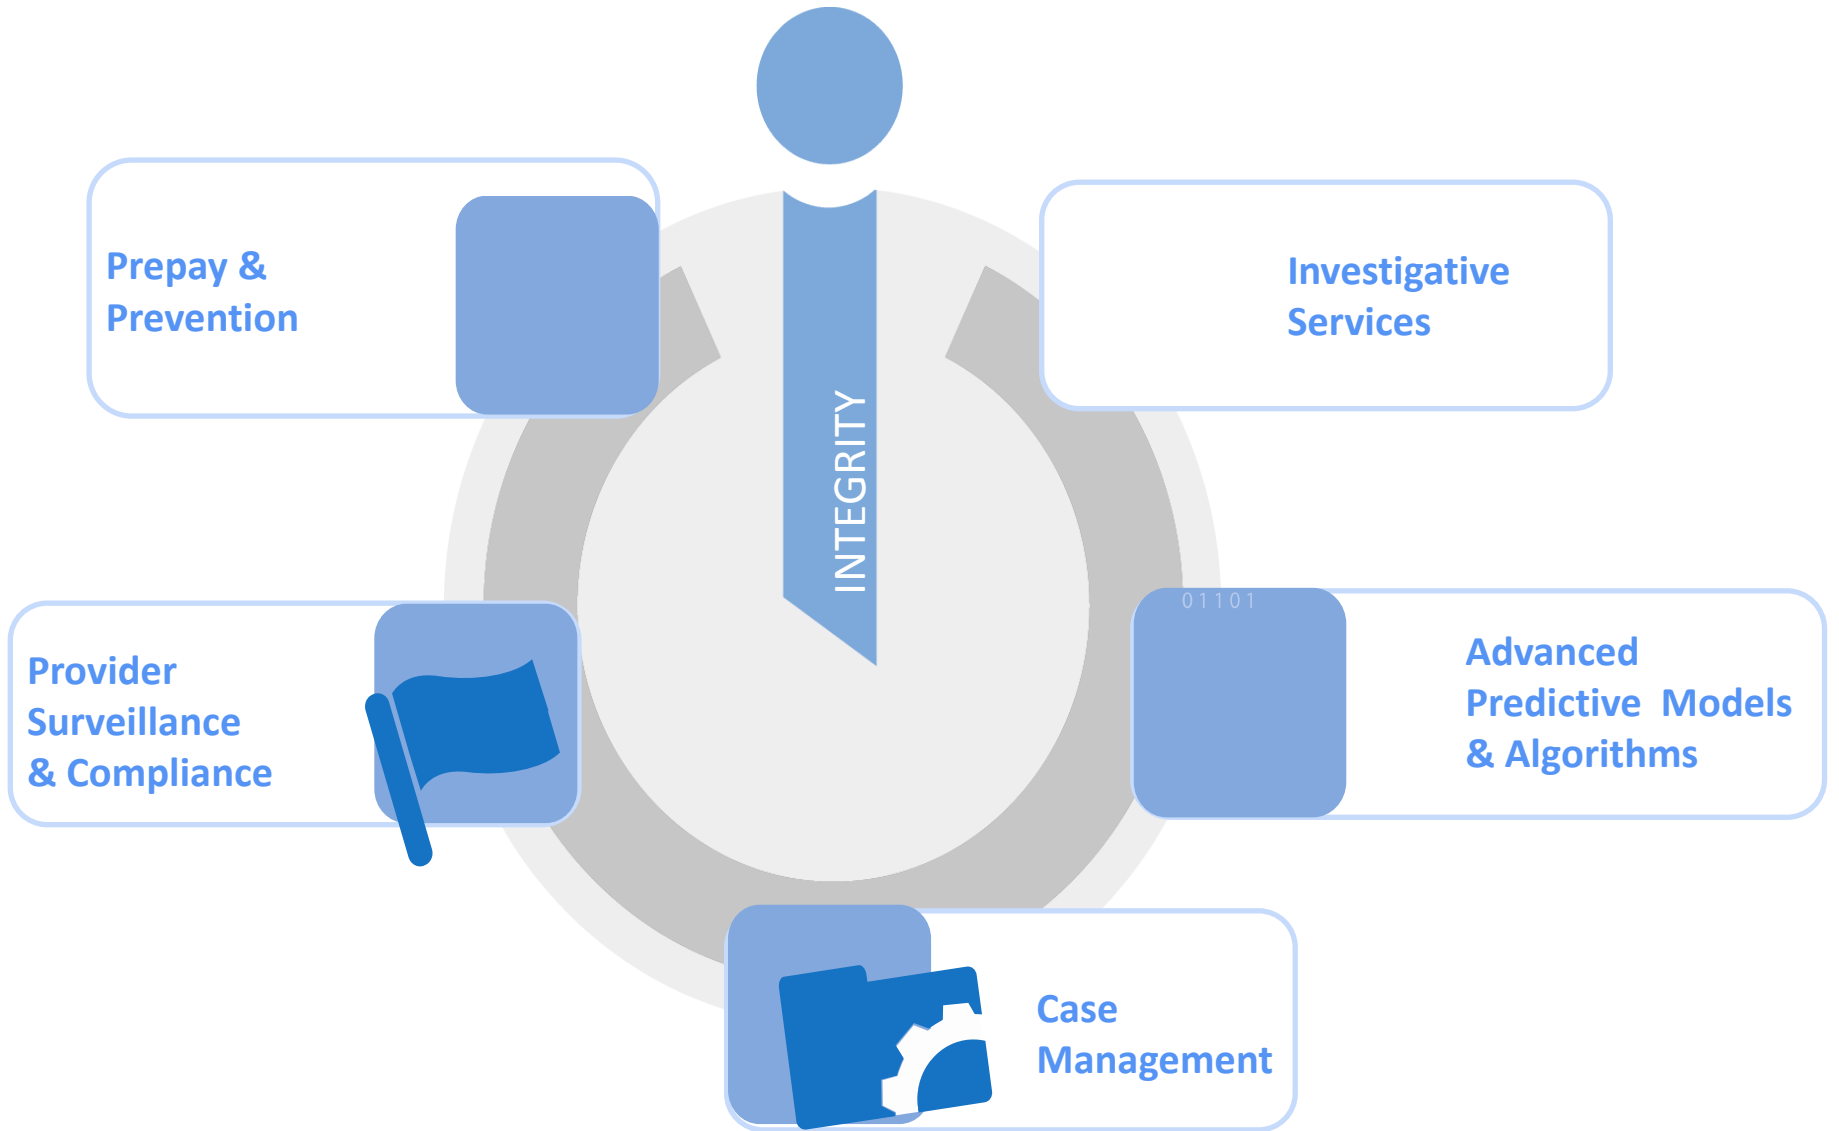 Prepay &
Prevention
Investigative
Services
INTEGRITY
01101
Provider
Surveillance
& Compliance
Advanced
Predictive Models
& Algorithms
Case
Management